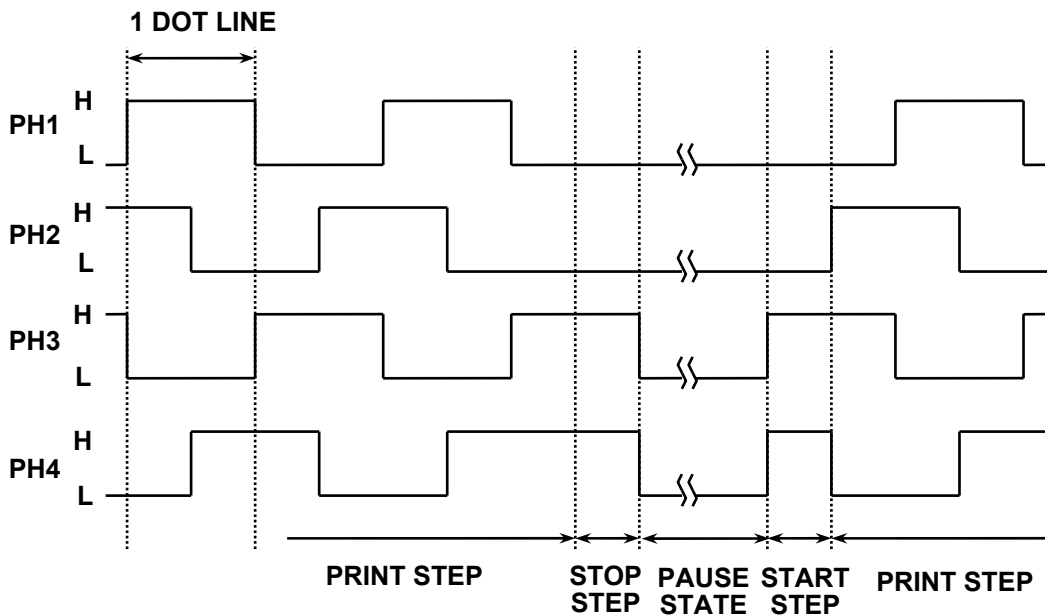 1 DOT LINE
H
PH1
L
H
PH2
L
H
PH3
L
H
PH4
L
PRINT STEP
STOP
STEP
PAUSE
STATE
START
STEP
PRINT STEP